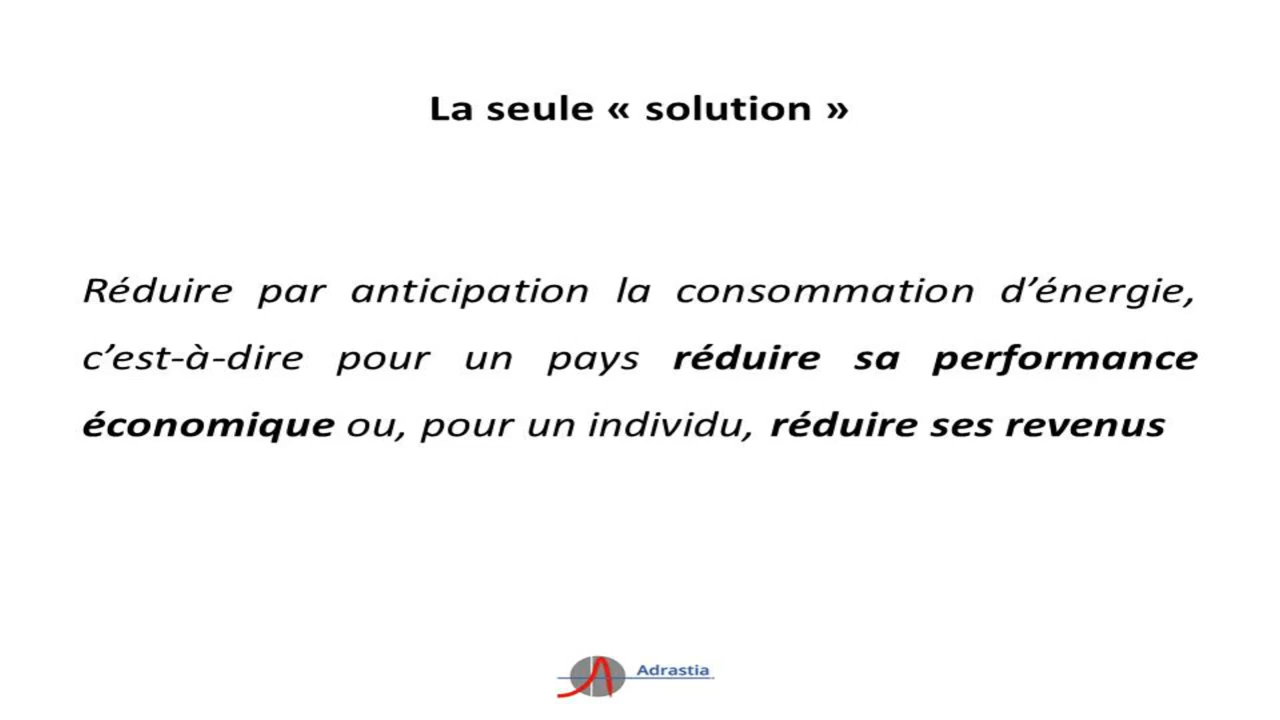 La seule « solution »
Réduire par anticipation la consommation d’énergie,
c’est-à-dire pour un pays réduire sa performance
économique ou, pour un individu, réduire ses revenus
Adrastia